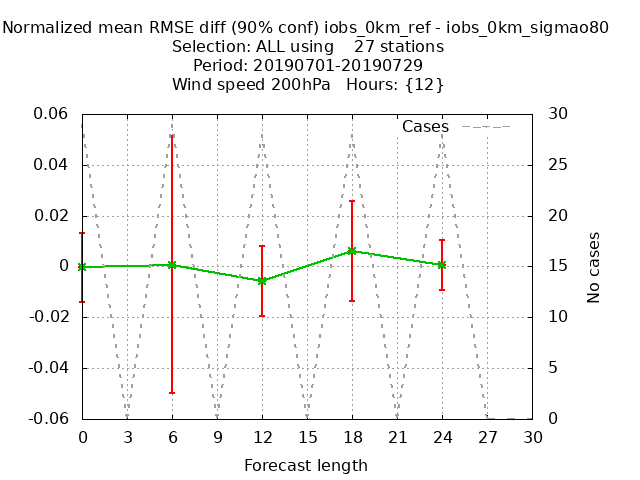 Normalized mean RMSE diff (90% conf) iobs_0km_ref - iobs_0km_sigmao80
Selection: ALL using 27 stations
Period: 20190701-20190729
Wind speed 200hPa Hours: {12}
Cases
0.06
0.04
0.02
0
-0.02
-0.04
-0.06
30
25
20
15
10
5
0
No cases
0 3 6 9 12 15 18 21 24 27 30
Forecast length